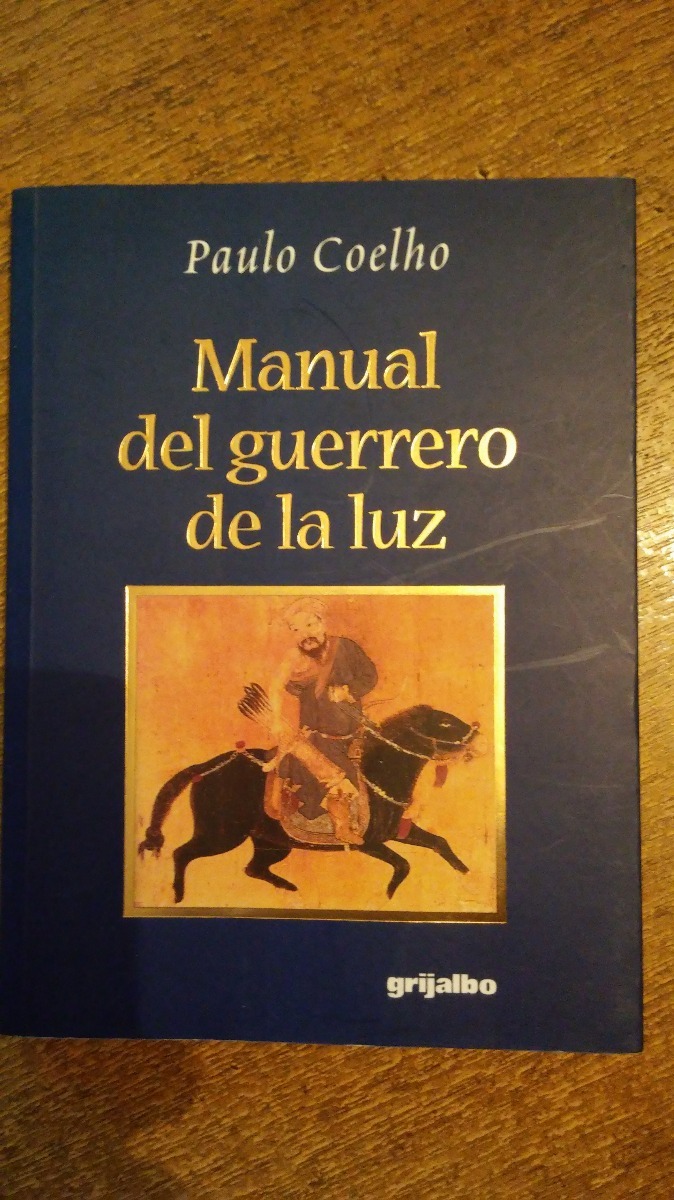 Paulo Coelho
Manual
del guerrero
de la luz
grijalbo